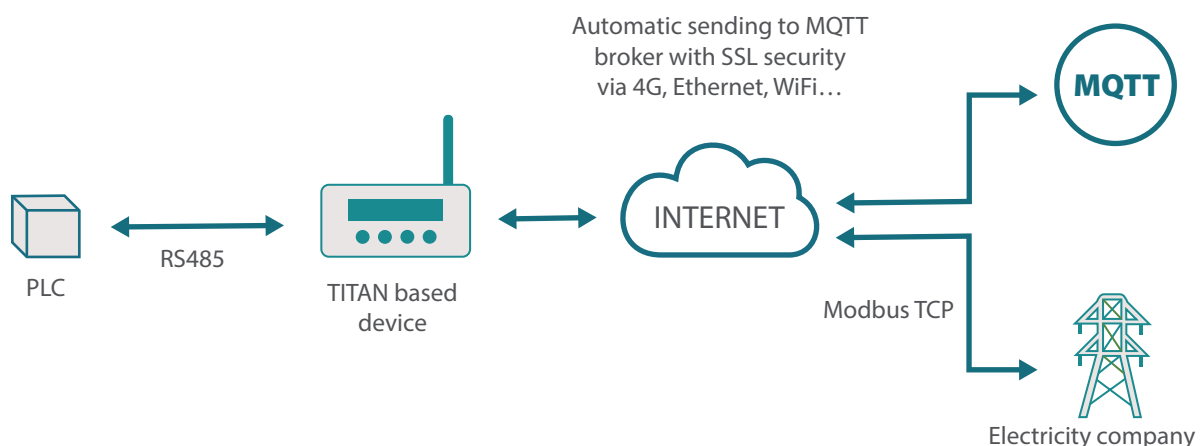 Automatic sending to MQTT
broker with SSL security
via 4G, Ethernet, WiFi…
MQTT
INTERNET
RS485
PLC
TITAN based
device
Modbus TCP
Electricity company